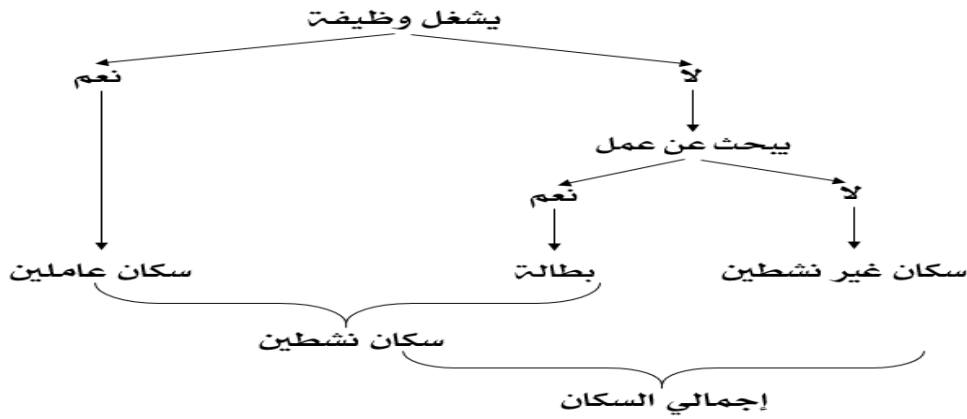 يشغل وظيفة
لا
نعم
يبحث عن عمل
لا
نعم
سكان غير نشطين
بطالة
سكان عاملين
سكان نشطين
إجمالي السكان